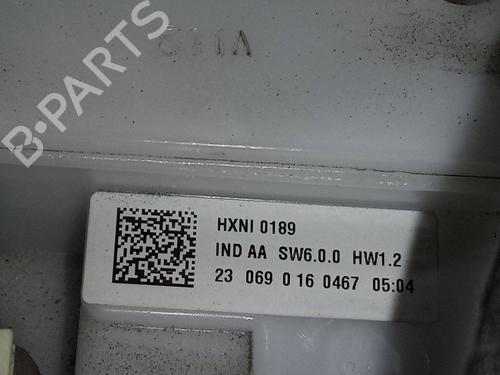 B-PARTS
HXNI 0189
IND AA SW6.0.0 HW1.2
23 069 0 16 0467 05:04